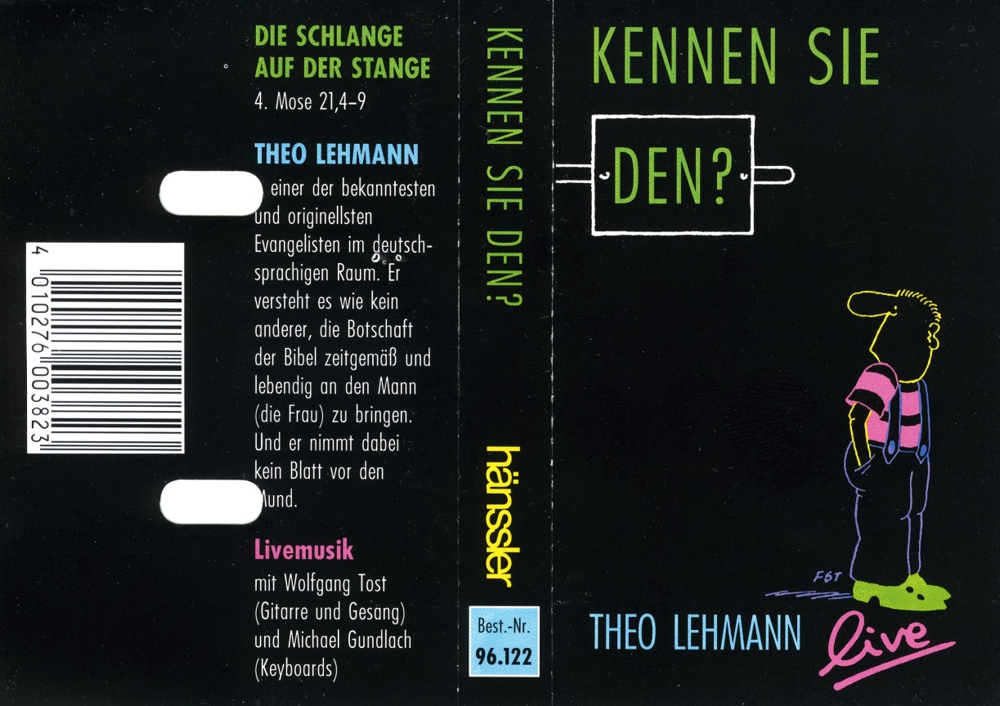 DIE SCHLANGE
AUF DER STANGE
4. Mose 21,4–9
THEO LEHMANN
einer der bekanntesten
und originellsten
Evangelisten im deutsch-
sprachigen Raum. Er
versteht es wie kein
anderer, die Botschaft
der Bibel zeitgemäß und
lebendig an den Mann
(die Frau) zu bringen.
Und er nimmt dabei
kein Blatt vor den
Mund.
Livemusik
mit Wolfgang Tost
(Gitarre und Gesang)
und Michael Gundlach
(Keyboards)
4 010276 003823
KENNEN SIE DEN?
hänssler
Best.-Nr.
96.122
KENNEN SIE
DEN?
FGT
THEO LEHMANN
live